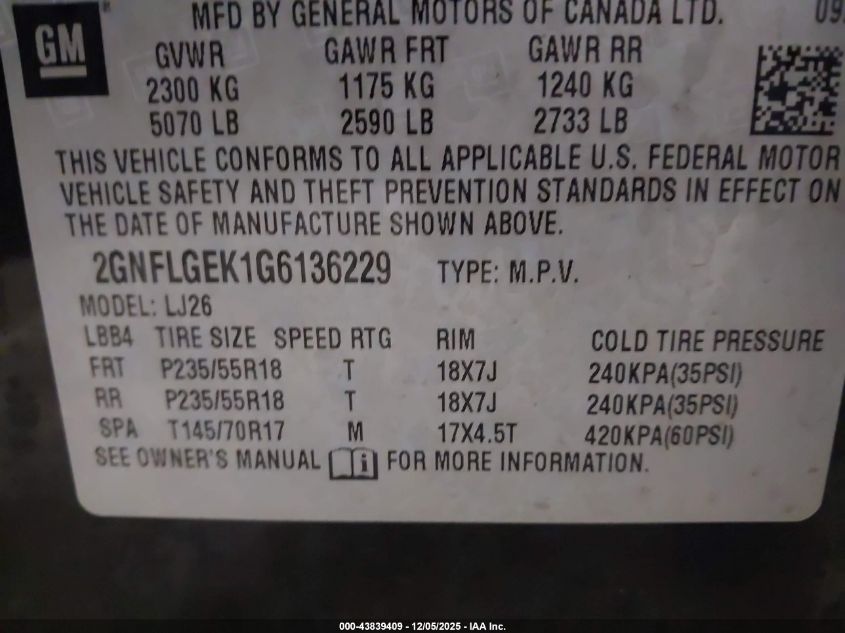 MFD BY GENERAL MOTORS OF CANADA LTD.
GM
GVWR GAWR FRT GAWR RR
2300 KG 1175 KG 1240 KG
5070 LB 2590 LB 2733 LB
THIS VEHICLE CONFORMS TO ALL APPLICABLE U.S. FEDERAL MOTOR
VEHICLE SAFETY AND THEFT PREVENTION STANDARDS IN EFFECT ON
THE DATE OF MANUFACTURE SHOWN ABOVE.
2GNFLGEK1G6136229 TYPE: M.P.V.
MODEL: LJ26
LBB4 TIRE SIZE SPEED RTG RIM COLD TIRE PRESSURE
FRT P235/55R18 T 18X7J 240KPA(35PSI)
RR P235/55R18 T 18X7J 240KPA(35PSI)
SPA T145/70R17 M 17X4.5T 420KPA(60PSI)
SEE OWNER'S MANUAL FOR MORE INFORMATION.
000-43839409 - 12/05/2025 - IAA Inc.